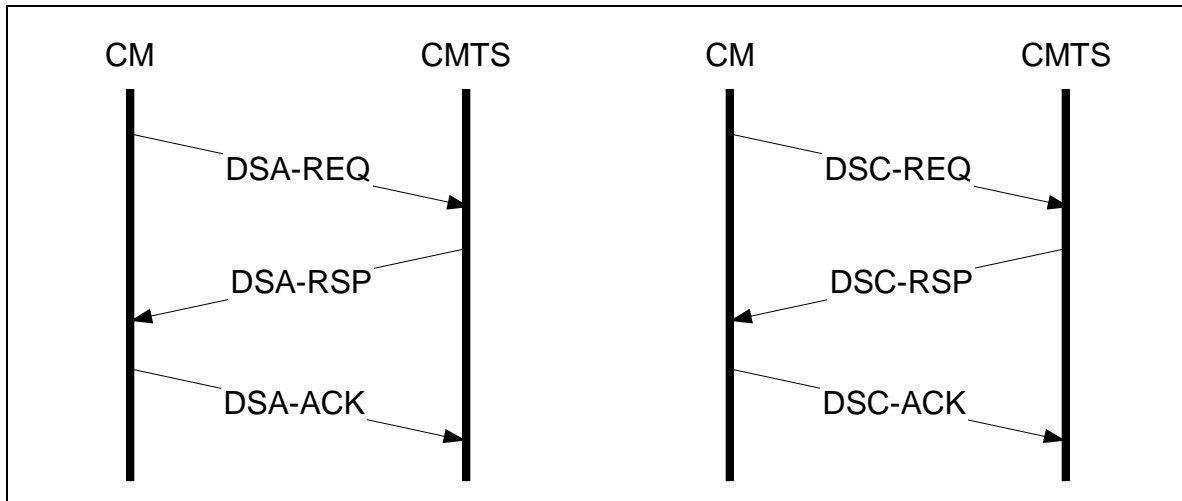 CM CMTS CM CMTS
DSA-REQ DSC-REQ
DSA-RSP DSC-RSP
DSA-ACK DSC-ACK